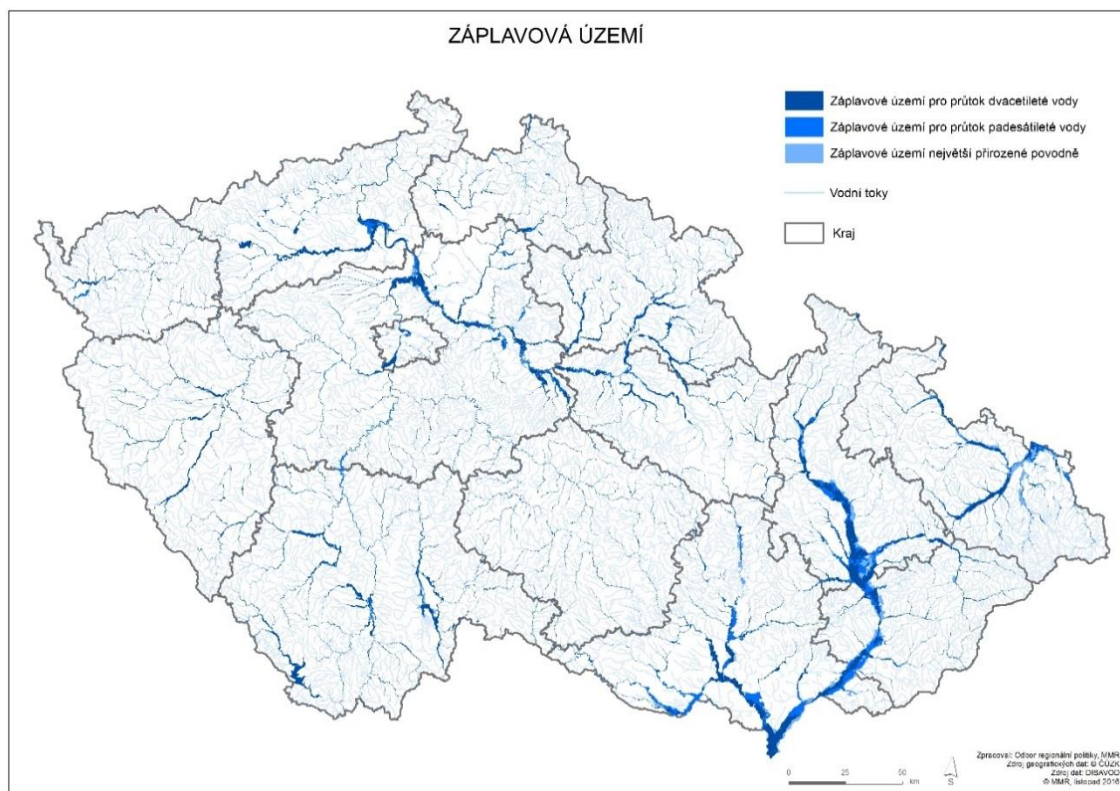 ZÁPLAVOVÁ ÚZEMÍ
Záplavové území pro průtok dvacetileté vody
Záplavové území pro průtok padesátileté vody
Záplavové území největší přirozené povodně
Vodní toky
Kraj
Zpracoval: Odbor regionální politiky, MMR
Zdroj geografických dat: © ČÚZK
Zdroj dat: DIBAVOD
© MMR, listopad 2016
0 25 50
km
S